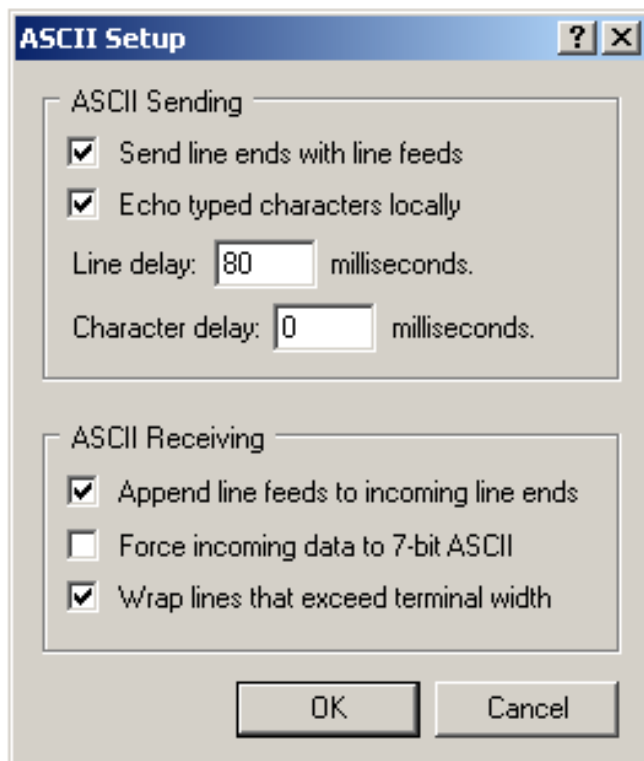 ASCII Setup
ASCII Sending
Send line ends with line feeds
Echo typed characters locally
Line delay: 80 milliseconds.
Character delay: 0 milliseconds.
ASCII Receiving
Append line feeds to incoming line ends
Force incoming data to 7-bit ASCII
Wrap lines that exceed terminal width
OK Cancel